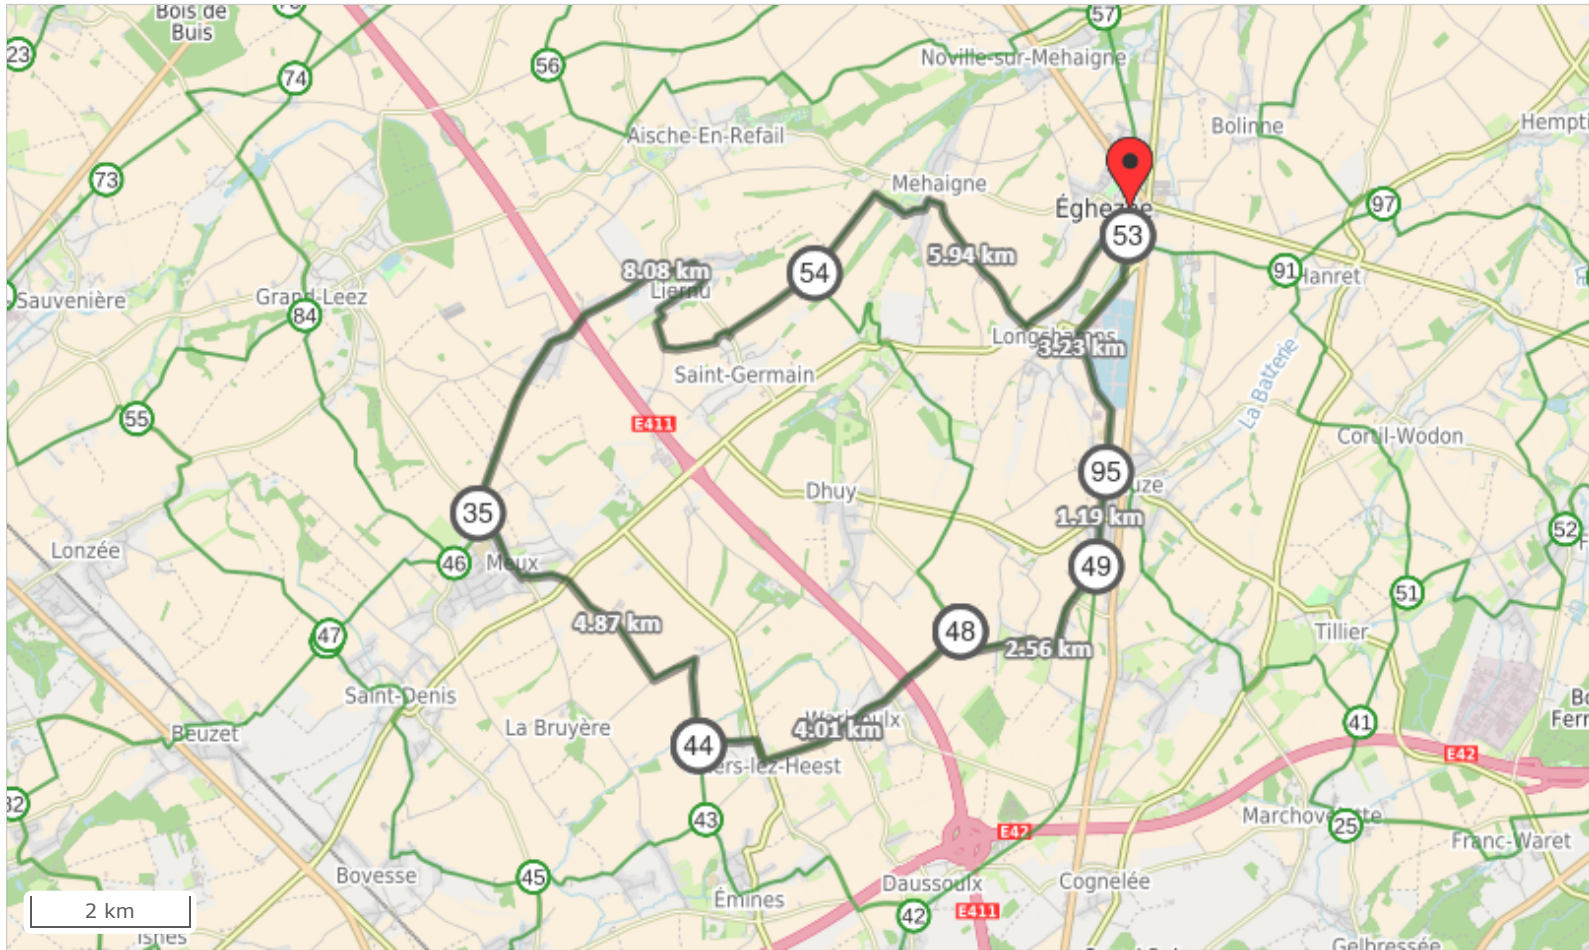 Bois de
Buis
57
23
74
56
Noville-sur-Mehaigne
Aische-En-Refail
Bolinne
73
Mehaigne
97
Éghezée
53
5.94 km
8.08 km
54
91
Hanret
Liernu
Sauvenière
Grand-Leez
84
Longchamps
3.23 km
Saint-Germain
La Batterie
55
E411
Cortil-Wodon
95
Dhuy
35
1.19 km
52
Lonzée
46
Meux
49
51
4.87 km
48
Tillier
47
2.56 km
Saint-Denis
La Bruyère
4.01 km
41
Beuzet
44
E42
43
E42
Marchovelette
25
Franc-Waret
Bovesse
45
Daussoulx
Cognelée
Émines
2 km
42
E411
Isnes
Gelbressée